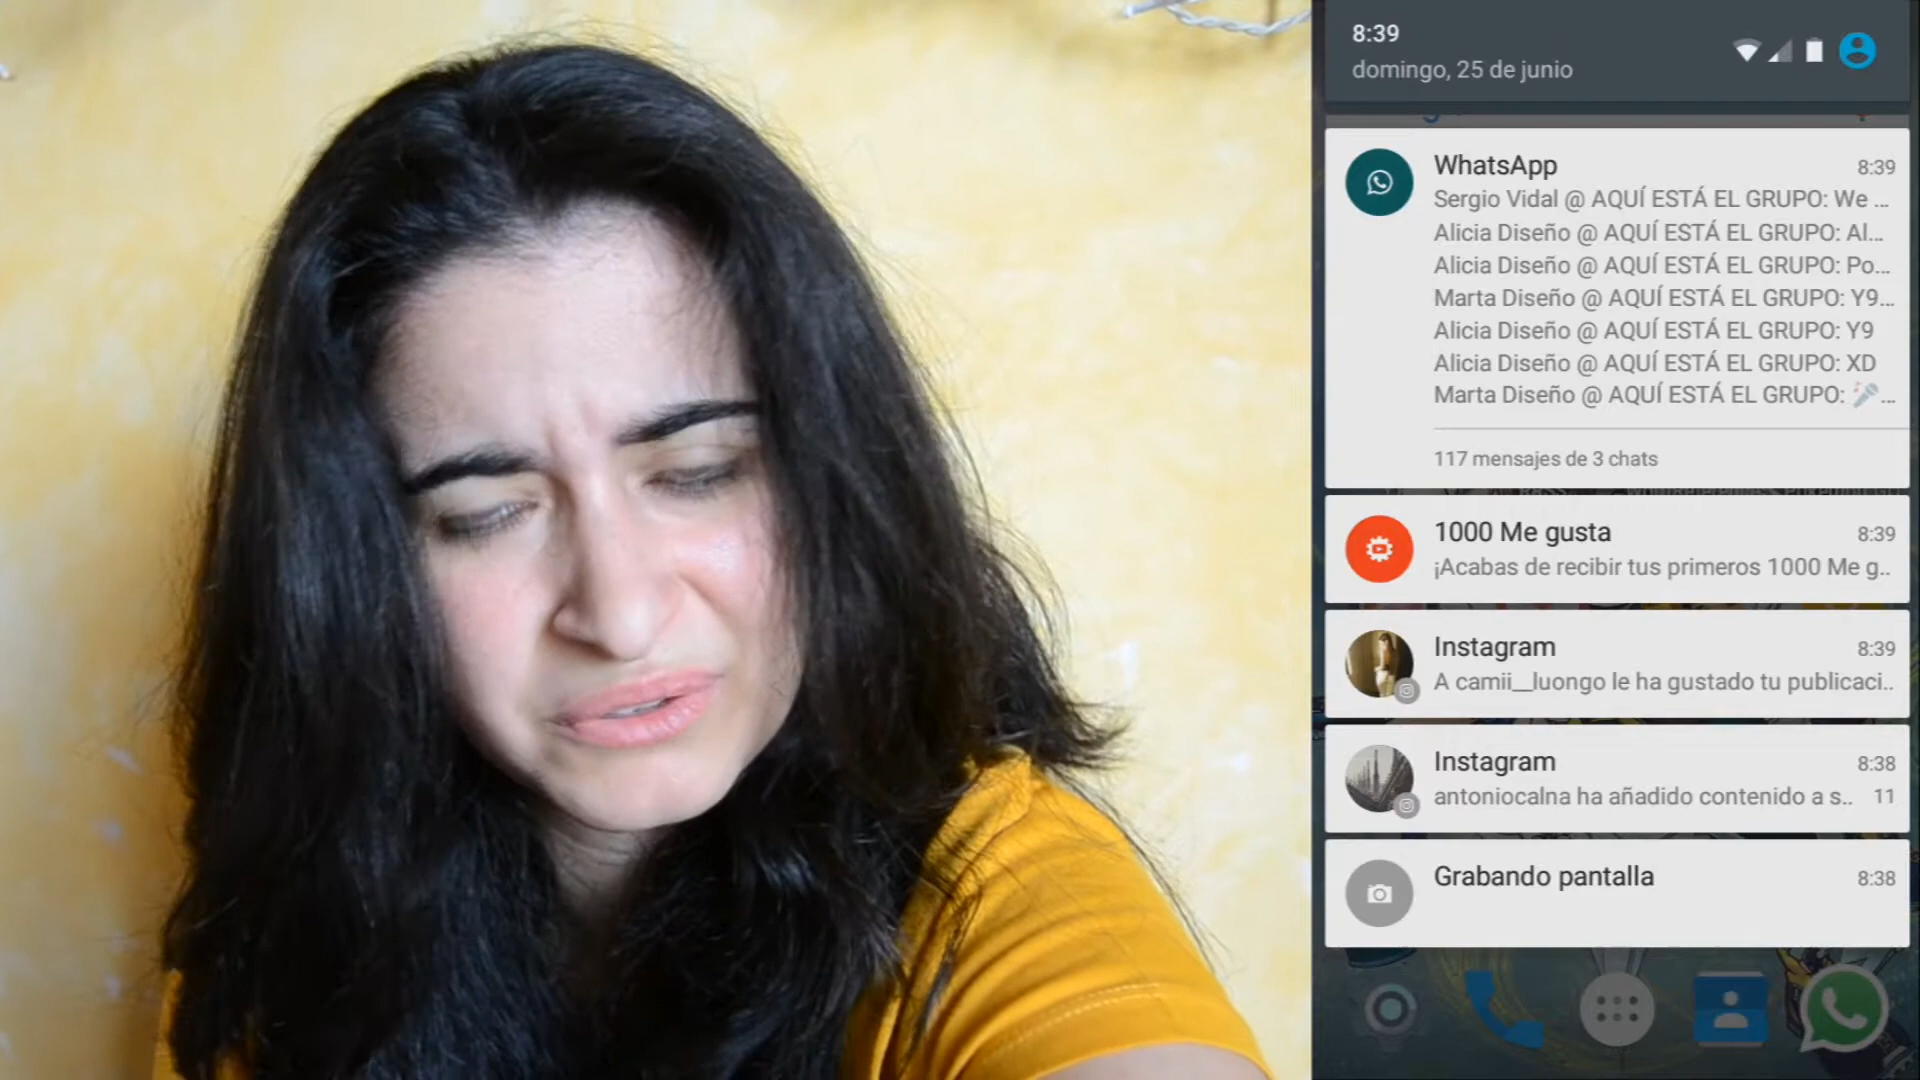 8:39
domingo, 25 de junio
WhatsApp 8:39
Sergio Vidal @ AQUÍ ESTÁ EL GRUPO: We ...
Alicia Diseño @ AQUÍ ESTÁ EL GRUPO: Al...
Alicia Diseño @ AQUÍ ESTÁ EL GRUPO: Po...
Marta Diseño @ AQUÍ ESTÁ EL GRUPO: Y9...
Alicia Diseño @ AQUÍ ESTÁ EL GRUPO: Y9
Alicia Diseño @ AQUÍ ESTÁ EL GRUPO: XD
Marta Diseño @ AQUÍ ESTÁ EL GRUPO: 🎤...
117 mensajes de 3 chats
1000 Me gusta 8:39
¡Acabas de recibir tus primeros 1000 Me g..
Instagram 8:39
A camii__luongo le ha gustado tu publicaci..
Instagram 8:38
antoniocalna ha añadido contenido a s.. 11
Grabando pantalla 8:38